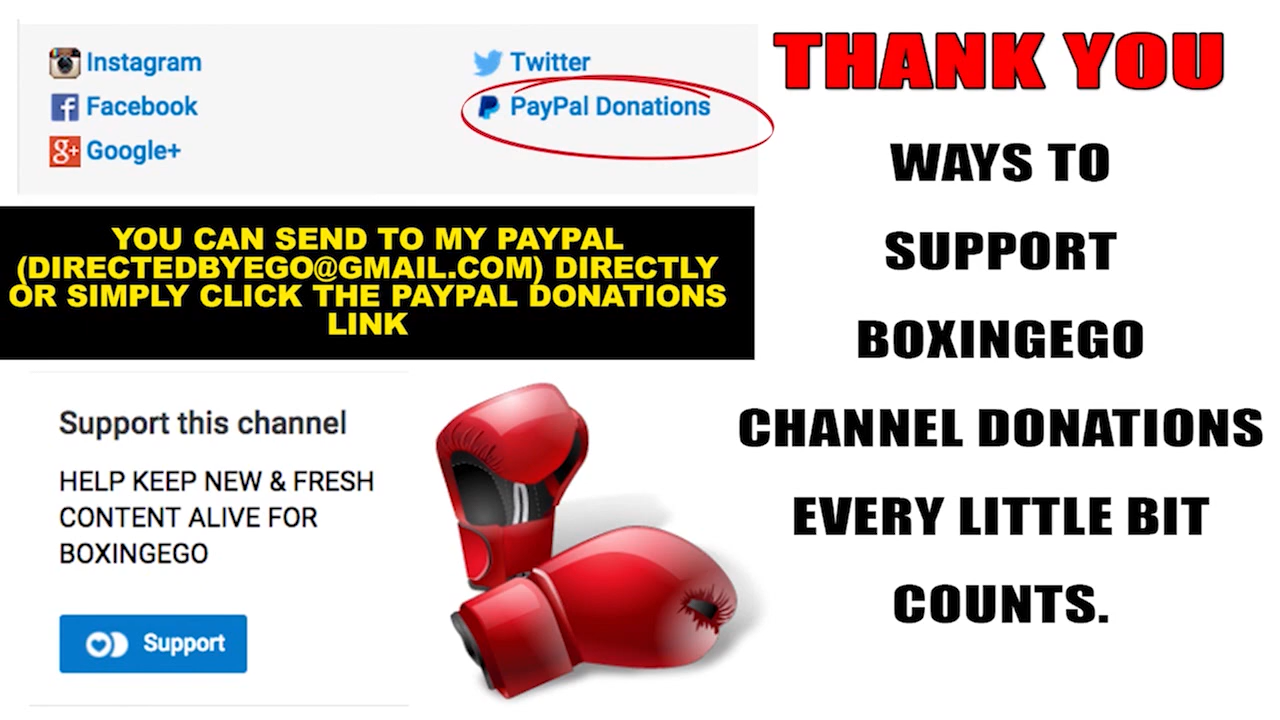 Instagram
Twitter
Facebook
PayPal Donations
Google+
YOU CAN SEND TO MY PAYPAL
(DIRECTEDBYEGO@GMAIL.COM) DIRECTLY
OR SIMPLY CLICK THE PAYPAL DONATIONS
LINK
Support this channel
HELP KEEP NEW & FRESH
CONTENT ALIVE FOR
BOXINGEGO
Support
THANK YOU
WAYS TO
SUPPORT
BOXINGEGO
CHANNEL DONATIONS
EVERY LITTLE BIT
COUNTS.